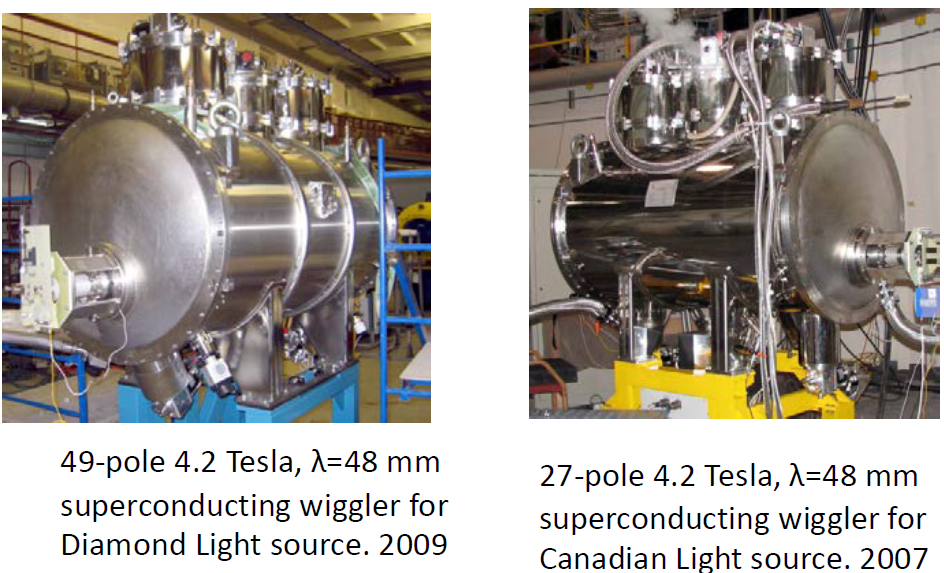 49-pole 4.2 Tesla, λ=48 mm
superconducting wiggler for
Diamond Light source. 2009
27-pole 4.2 Tesla, λ=48 mm
superconducting wiggler for
Canadian Light source. 2007